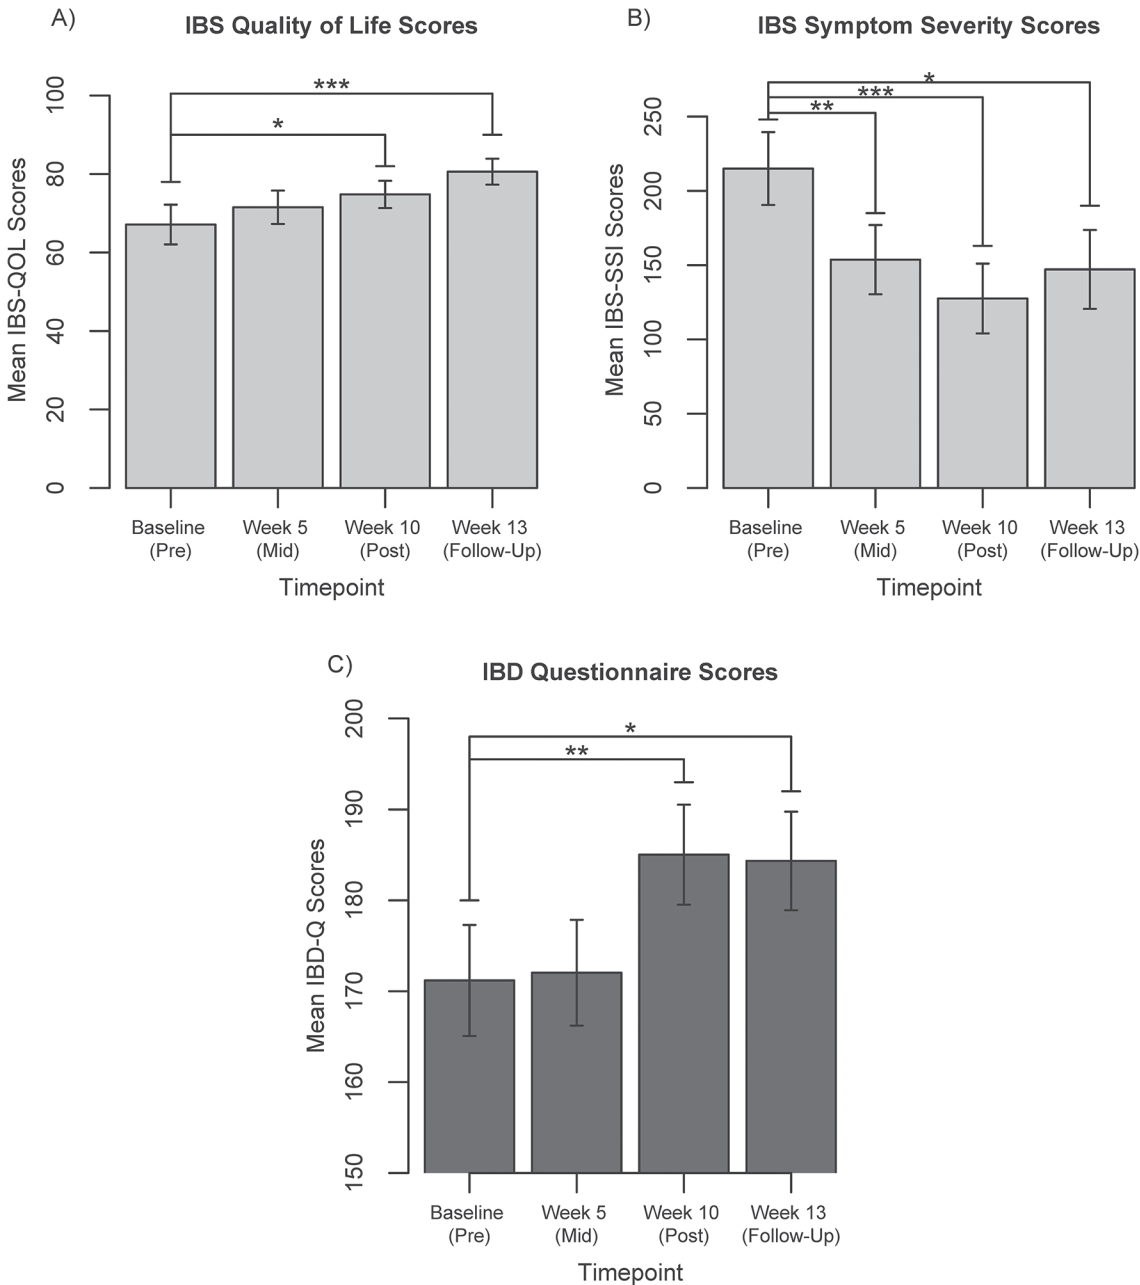 A)
IBS Quality of Life Scores
Mean IBS-QOL Scores
100
80
60
40
20
0
***
*
Baseline
(Pre)
Week 5
(Mid)
Week 10
(Post)
Week 13
(Follow-Up)
Timepoint
B)
IBS Symptom Severity Scores
Mean IBS-SSI Scores
250
200
150
100
50
0
*
***
**
Baseline
(Pre)
Week 5
(Mid)
Week 10
(Post)
Week 13
(Follow-Up)
Timepoint
C)
IBD Questionnaire Scores
Mean IBD-Q Scores
200
190
180
170
160
150
*
**
Baseline
(Pre)
Week 5
(Mid)
Week 10
(Post)
Week 13
(Follow-Up)
Timepoint